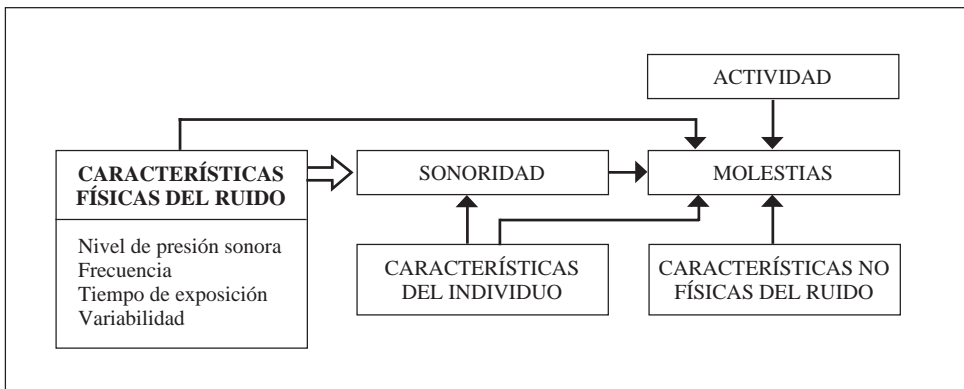 ACTIVIDAD
CARACTERÍSTICAS
FÍSICAS DEL RUIDO
Nivel de presión sonora
Frecuencia
Tiempo de exposición
Variabilidad
SONORIDAD
MOLESTIAS
CARACTERÍSTICAS
DEL INDIVIDUO
CARACTERÍSTICAS NO
FÍSICAS DEL RUIDO